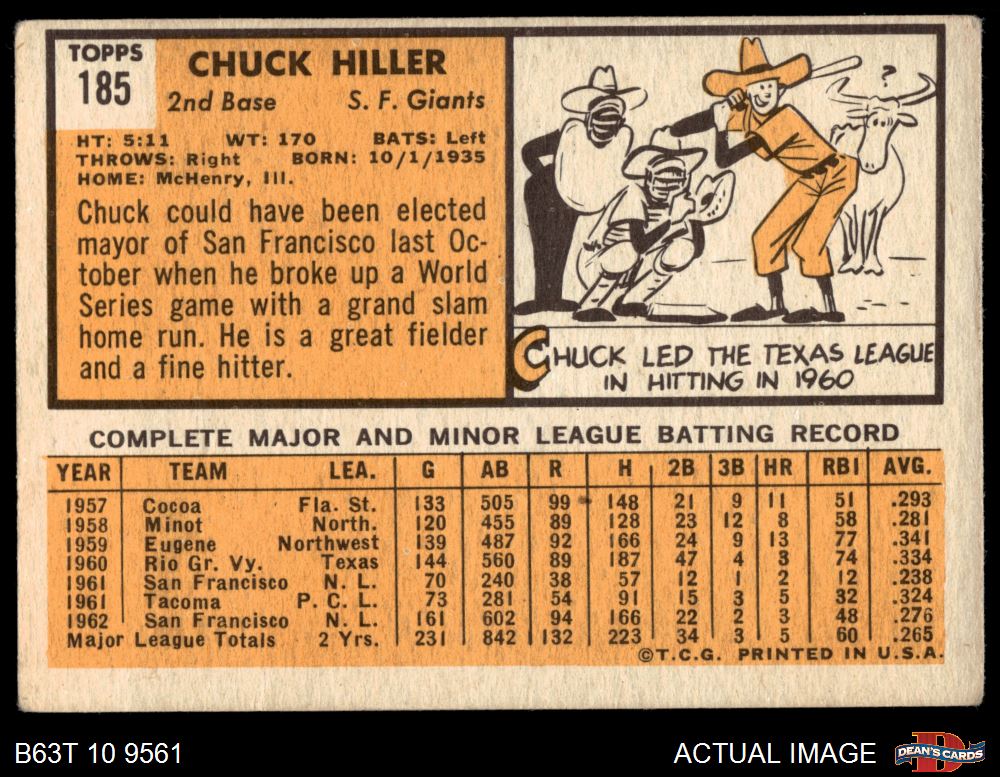 TOPPS
185
CHUCK HILLER
2nd Base S. F. Giants
HT: 5:11 WT: 170 BATS: Left
THROWS: Right BORN: 10/1/1935
HOME: McHenry, Ill.
Chuck could have been elected
mayor of San Francisco last Oc-
tober when he broke up a World
Series game with a grand slam
home run. He is a great fielder
and a fine hitter.
?
CHUCK LED THE TEXAS LEAGUE
IN HITTING IN 1960
COMPLETE MAJOR AND MINOR LEAGUE BATTING RECORD
YEAR TEAM LEA. G AB R H 2B 3B HR RBI AVG.
1957 Cocoa Fla. St. 133 505 99 148 21 9 11 51 .293
1958 Minot North. 120 455 89 128 23 12 8 58 .281
1959 Eugene Northwest 139 487 92 166 24 9 13 77 .341
1960 Rio Gr. Vy. Texas 144 560 89 187 47 4 3 74 .334
1961 San Francisco N. L. 70 240 38 57 12 1 2 12 .238
1961 Tacoma P. C. L. 73 281 54 91 15 3 5 32 .324
1962 San Francisco N. L. 161 602 94 166 22 2 3 48 .276
Major League Totals 2 Yrs. 231 842 132 223 34 3 5 60 .265
©T.C.G. PRINTED IN U.S.A.
B63T 10 9561 ACTUAL IMAGE DEAN'S CARDS